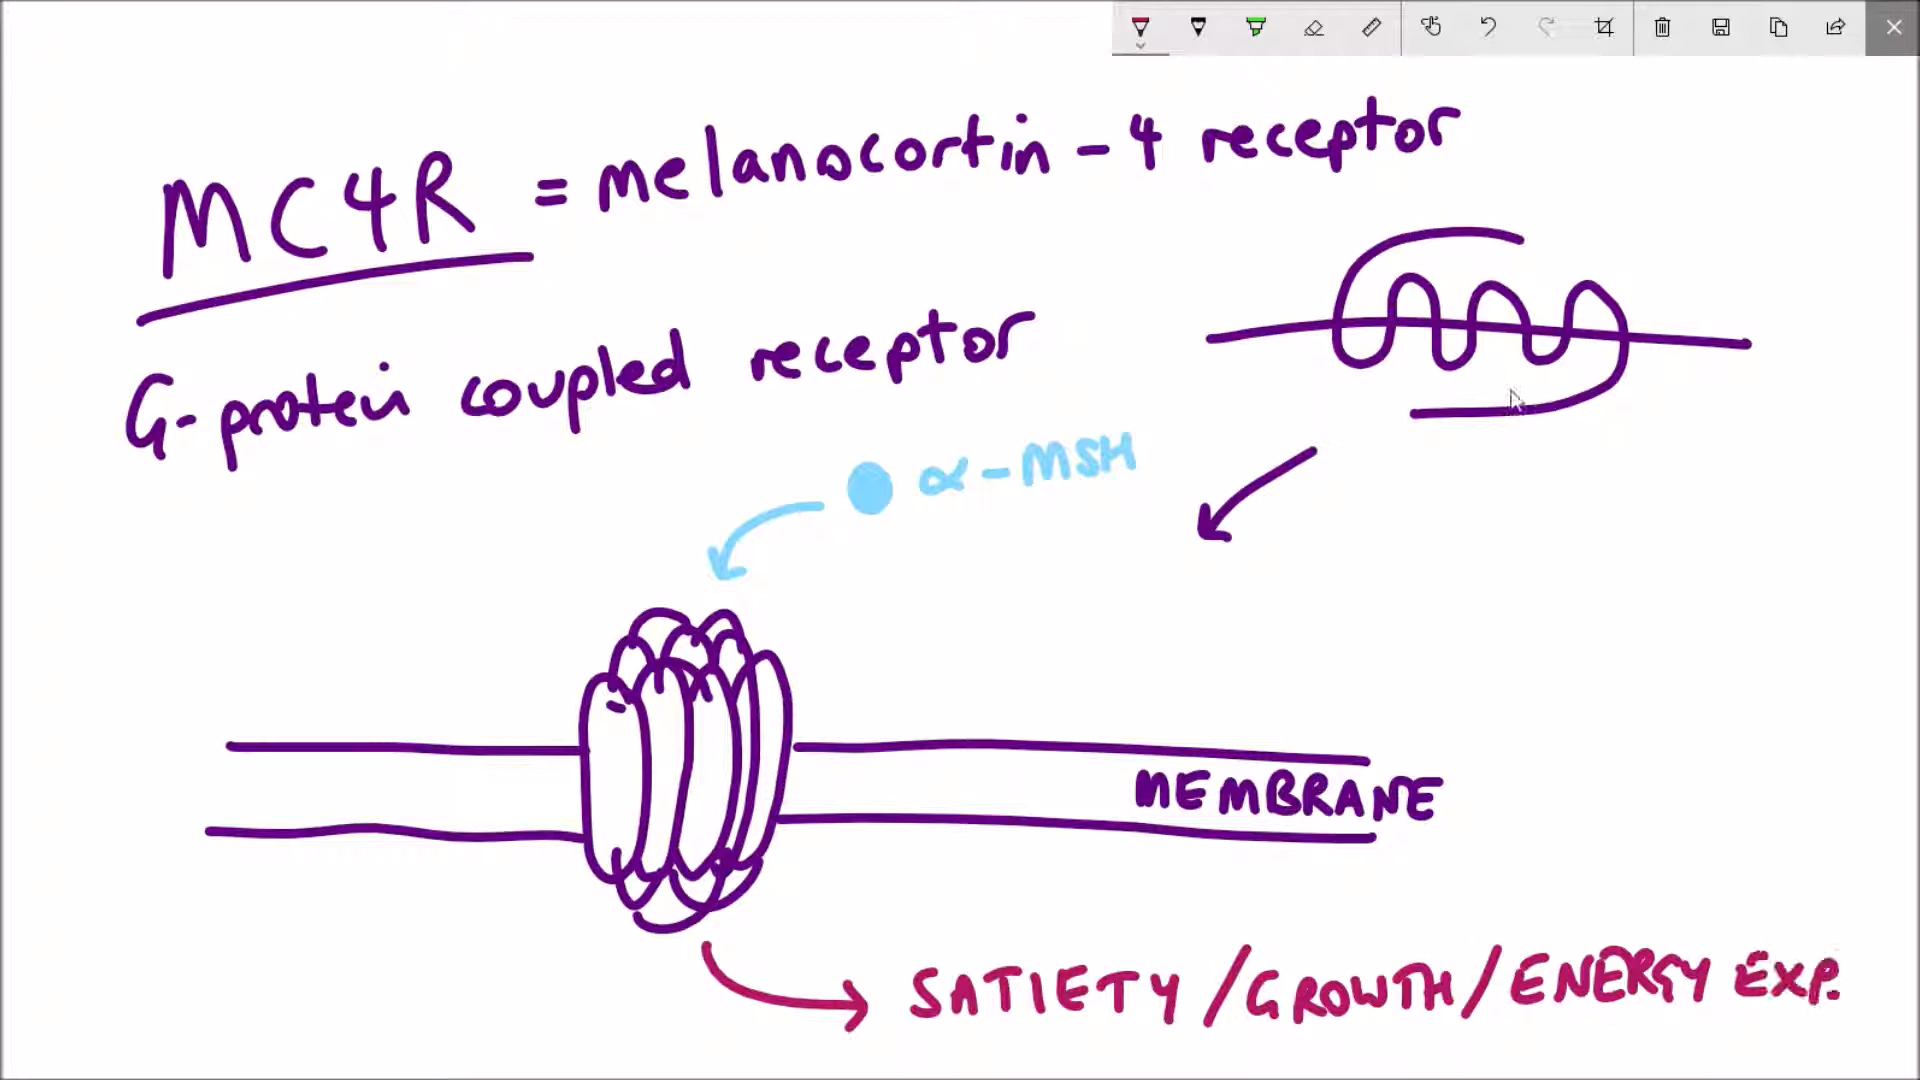 MC4R = melanocortin - 4 receptor
G-protein coupled receptor
α - MSH
MEMBRANE
SATIETY / GROWTH / ENERGY EXP.